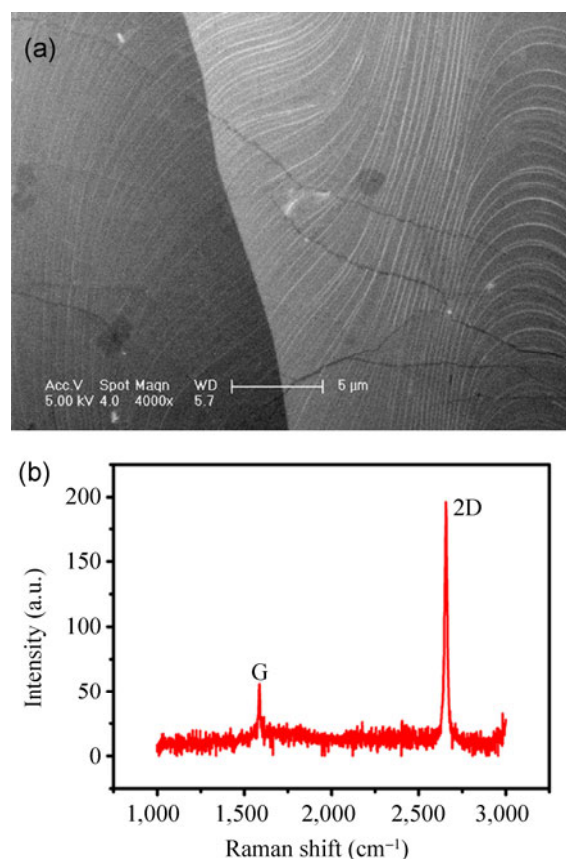 (a)
Acc.V Spot Magn WD
5.00 kV 4.0 4000x 5.7 5 μm
(b)
200
150
100
50
0
Intensity (a.u.)
G
2D
1,000 1,500 2,000 2,500 3,000
Raman shift (cm⁻¹)